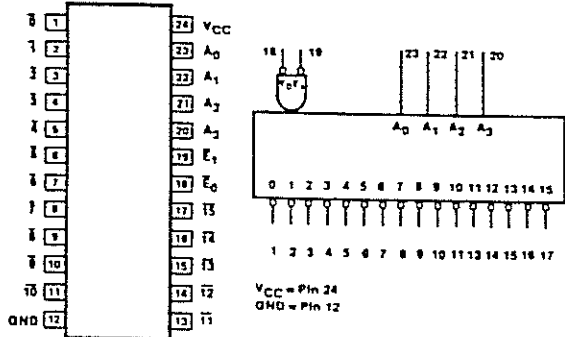 0̅ 1 24 VCC
1̅ 2 23 A0
2̅ 3 22 A1
3̅ 4 21 A2
4̅ 5 20 A3
5̅ 6 19 E̅1
6̅ 7 18 E̅0
7̅ 8 17 1̅5̅
8̅ 9 16 1̅4̅
9̅ 10 15 1̅3̅
1̅0̅ 11 14 1̅2̅
GND 12 13 1̅1̅
18 19 23 22 21 20
A0 A1 A2 A3
0 1 2 3 4 5 6 7 8 9 10 11 12 13 14 15
1 2 3 4 5 6 7 8 9 10 11 13 14 15 16 17
VCC = Pin 24
GND = Pin 12